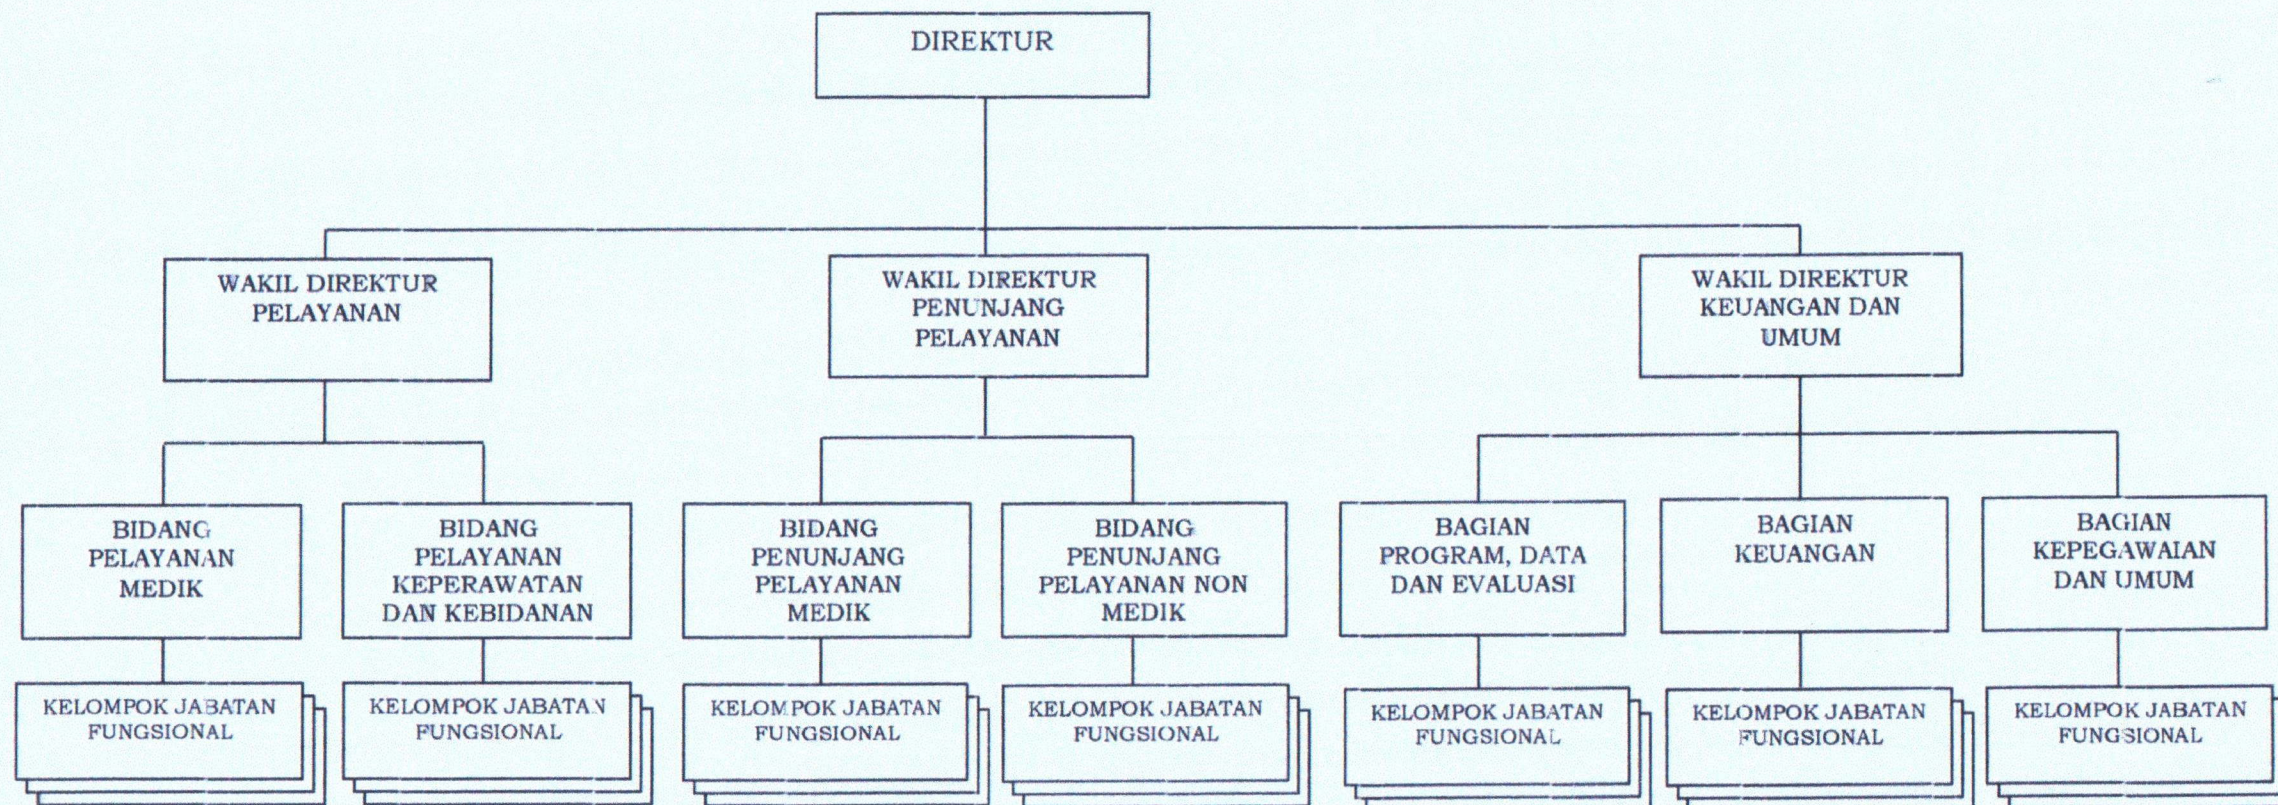 DIREKTUR
WAKIL DIREKTUR
PELAYANAN
WAKIL DIREKTUR
PENUNJANG
PELAYANAN
WAKIL DIREKTUR
KEUANGAN DAN
UMUM
BIDANG
PELAYANAN
MEDIK
BIDANG
PELAYANAN
KEPERAWATAN
DAN KEBIDANAN
BIDANG
PENUNJANG
PELAYANAN
MEDIK
BIDANG
PENUNJANG
PELAYANAN NON
MEDIK
BAGIAN
PROGRAM, DATA
DAN EVALUASI
BAGIAN
KEUANGAN
BAGIAN
KEPEGAWAIAN
DAN UMUM
KELOMPOK JABATAN
FUNGSIONAL
KELOMPOK JABATAN
FUNGSIONAL
KELOMPOK JABATAN
FUNGSIONAL
KELOMPOK JABATAN
FUNGSIONAL
KELOMPOK JABATAN
FUNGSIONAL
KELOMPOK JABATAN
FUNGSIONAL
KELOMPOK JABATAN
FUNGSIONAL